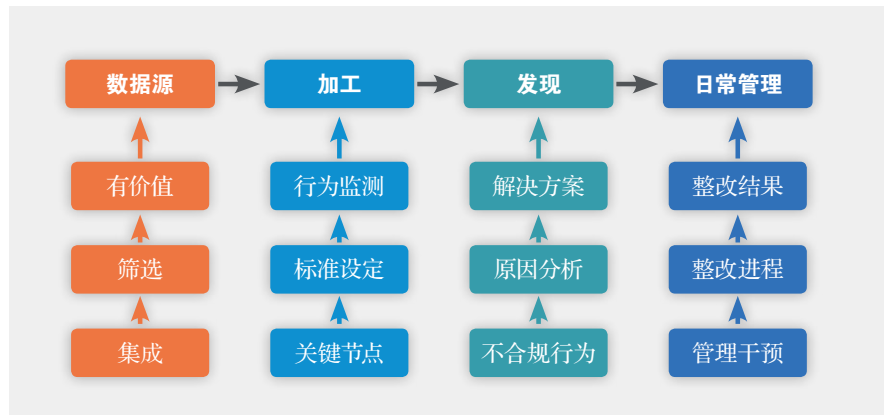 数据源 加工 发现 日常管理
有价值 行为监测 解决方案 整改结果
筛选 标准设定 原因分析 整改进程
集成 关键节点 不合规行为 管理干预